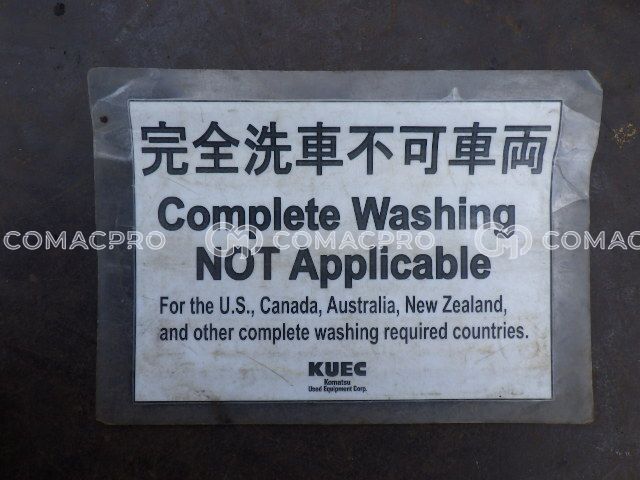 完全洗車不可車両
Complete Washing
COMACPRO COMACPRO COMACPRO
NOT Applicable
For the U.S., Canada, Australia, New Zealand,
and other complete washing required countries.
KUEC
Komatsu
Used Equipment Corp.